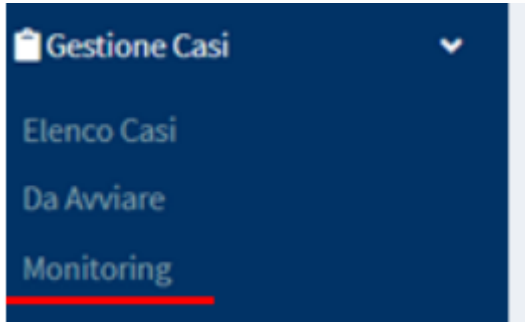 Gestione Casi
Elenco Casi
Da Avviare
Monitoring